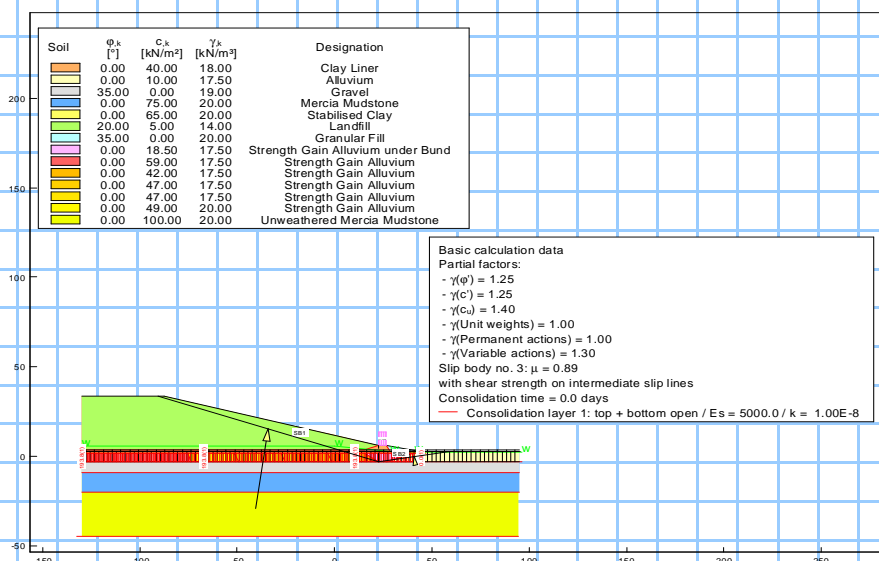 Soil φ,k [°] c,k [kN/m²] γ,k [kN/m³] Designation
0.00 40.00 18.00 Clay Liner
0.00 10.00 17.50 Alluvium
35.00 0.00 19.00 Gravel
0.00 75.00 20.00 Mercia Mudstone
0.00 65.00 20.00 Stabilised Clay
20.00 5.00 14.00 Landfill
35.00 0.00 20.00 Granular Fill
0.00 18.50 17.50 Strength Gain Alluvium under Bund
0.00 59.00 17.50 Strength Gain Alluvium
0.00 42.00 17.50 Strength Gain Alluvium
0.00 47.00 17.50 Strength Gain Alluvium
0.00 47.00 17.50 Strength Gain Alluvium
0.00 49.00 20.00 Strength Gain Alluvium
0.00 100.00 20.00 Unweathered Mercia Mudstone
Basic calculation data
Partial factors:
- γ(φ') = 1.25
- γ(c') = 1.25
- γ(cu) = 1.40
- γ(Unit weights) = 1.00
- γ(Permanent actions) = 1.00
- γ(Variable actions) = 1.30
Slip body no. 3: μ = 0.89
with shear strength on intermediate slip lines
Consolidation time = 0.0 days
Consolidation layer 1: top + bottom open / Es = 5000.0 / k = 1.00E-8
200
150
100
50
0
-50
SB1
SB2
W
W
-150 -100 -50 0 50 100 150 200 250